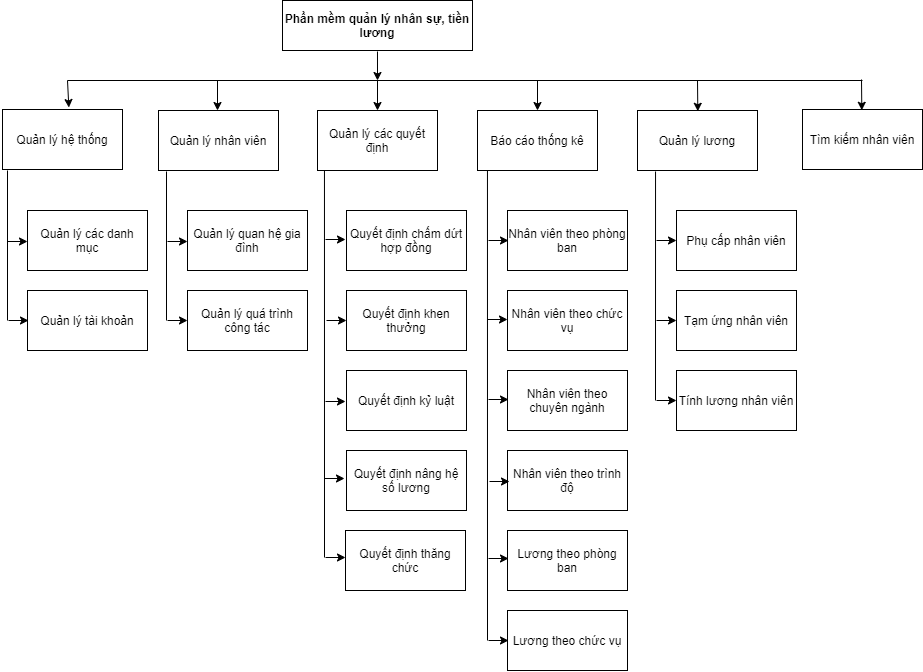 Phần mềm quản lý nhân sự, tiền
lương
Quản lý hệ thống
Quản lý các danh
mục
Quản lý tài khoản
Quản lý nhân viên
Quản lý quan hệ gia
đình
Quản lý quá trình
công tác
Quản lý các quyết
định
Quyết định chấm dứt
hợp đồng
Quyết định khen
thưởng
Quyết định kỷ luật
Quyết định nâng hệ
số lương
Quyết định thăng
chức
Báo cáo thống kê
Nhân viên theo phòng
ban
Nhân viên theo chức
vụ
Nhân viên theo
chuyên ngành
Nhân viên theo trình
độ
Lương theo phòng
ban
Lương theo chức vụ
Quản lý lương
Phụ cấp nhân viên
Tạm ứng nhân viên
Tính lương nhân viên
Tìm kiếm nhân viên